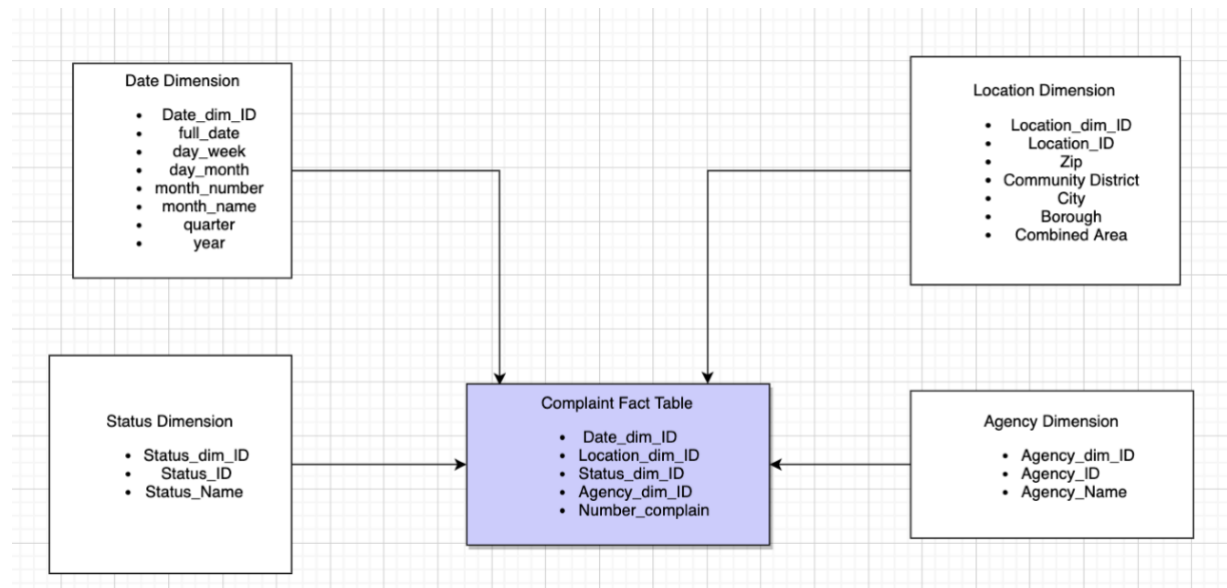 Date Dimension
• Date_dim_ID
• full_date
• day_week
• day_month
• month_number
• month_name
• quarter
• year
Location Dimension
• Location_dim_ID
• Location_ID
• Zip
• Community District
• City
• Borough
• Combined Area
Status Dimension
• Status_dim_ID
• Status_ID
• Status_Name
Complaint Fact Table
• Date_dim_ID
• Location_dim_ID
• Status_dim_ID
• Agency_dim_ID
• Number_complain
Agency Dimension
• Agency_dim_ID
• Agency_ID
• Agency_Name